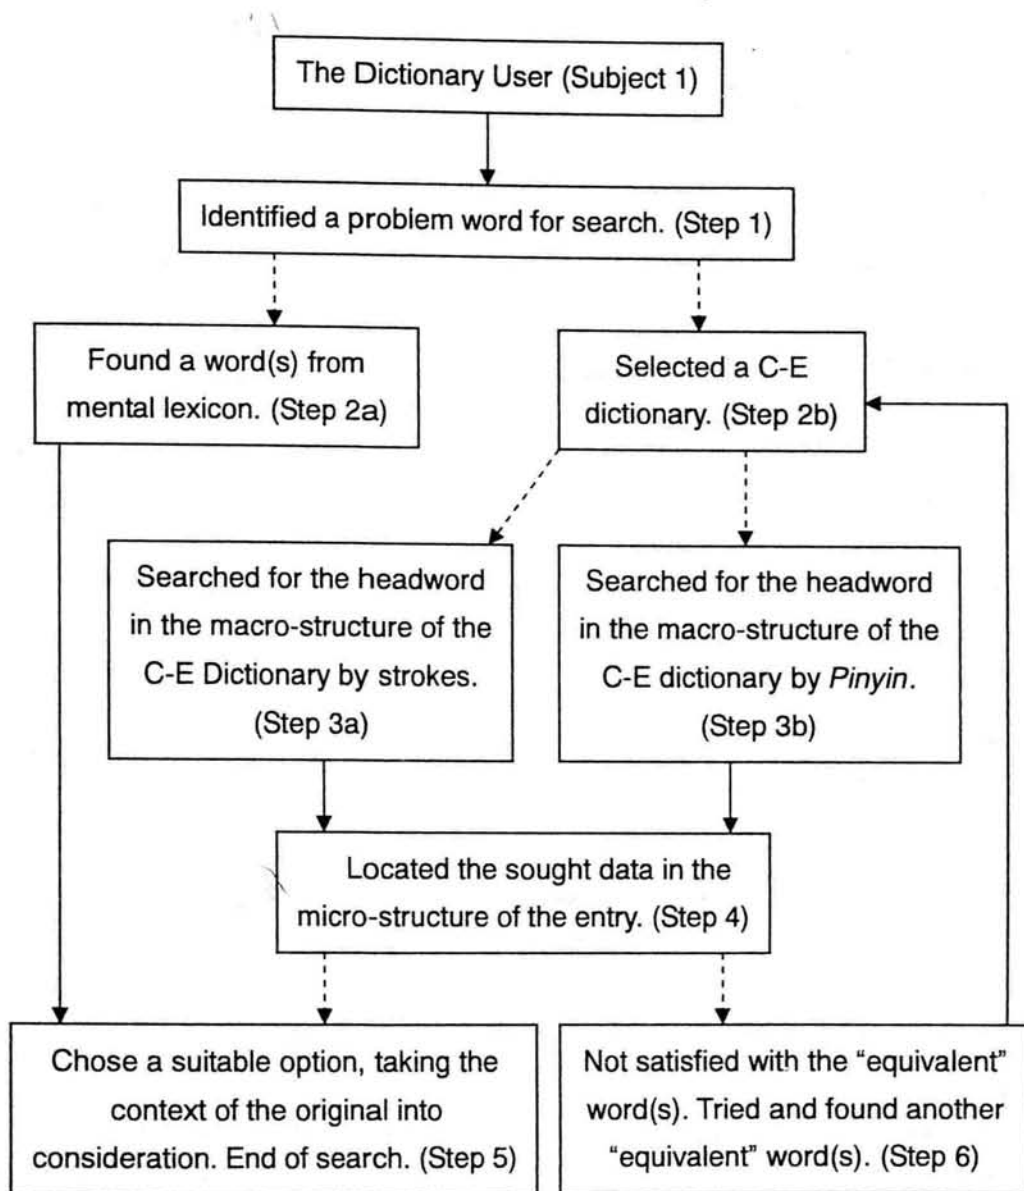 The Dictionary User (Subject 1)
Identified a problem word for search. (Step 1)
Found a word(s) from
mental lexicon. (Step 2a)
Selected a C-E
dictionary. (Step 2b)
Searched for the headword
in the macro-structure of the
C-E Dictionary by strokes.
(Step 3a)
Searched for the headword
in the macro-structure of the
C-E dictionary by Pinyin.
(Step 3b)
Located the sought data in the
micro-structure of the entry. (Step 4)
Chose a suitable option, taking the
context of the original into
consideration. End of search. (Step 5)
Not satisfied with the “equivalent”
word(s). Tried and found another
“equivalent” word(s). (Step 6)